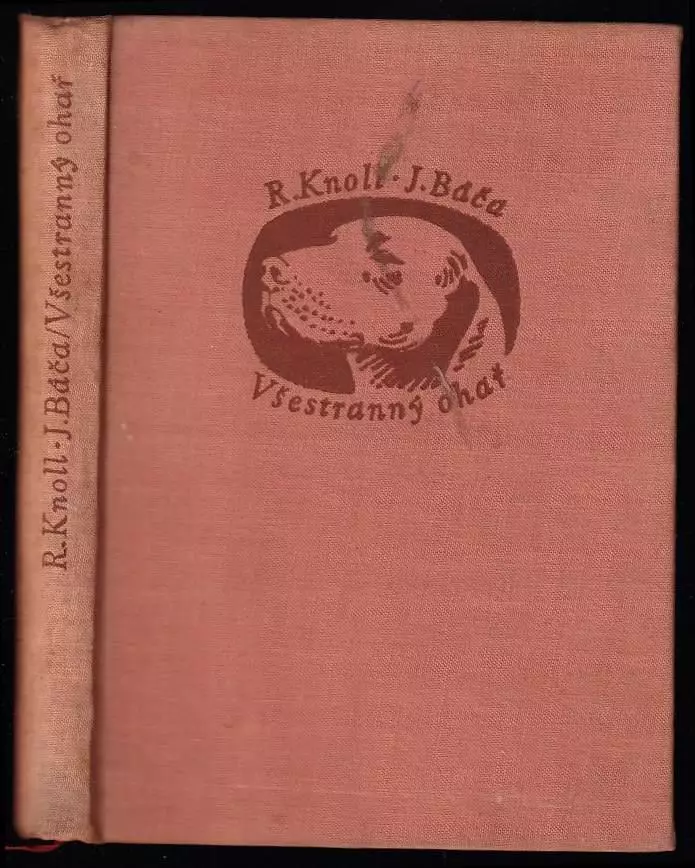 R.Knoll·J.Báča/Všestranný ohař
R.Knoll·J.Báča
Všestranný ohař